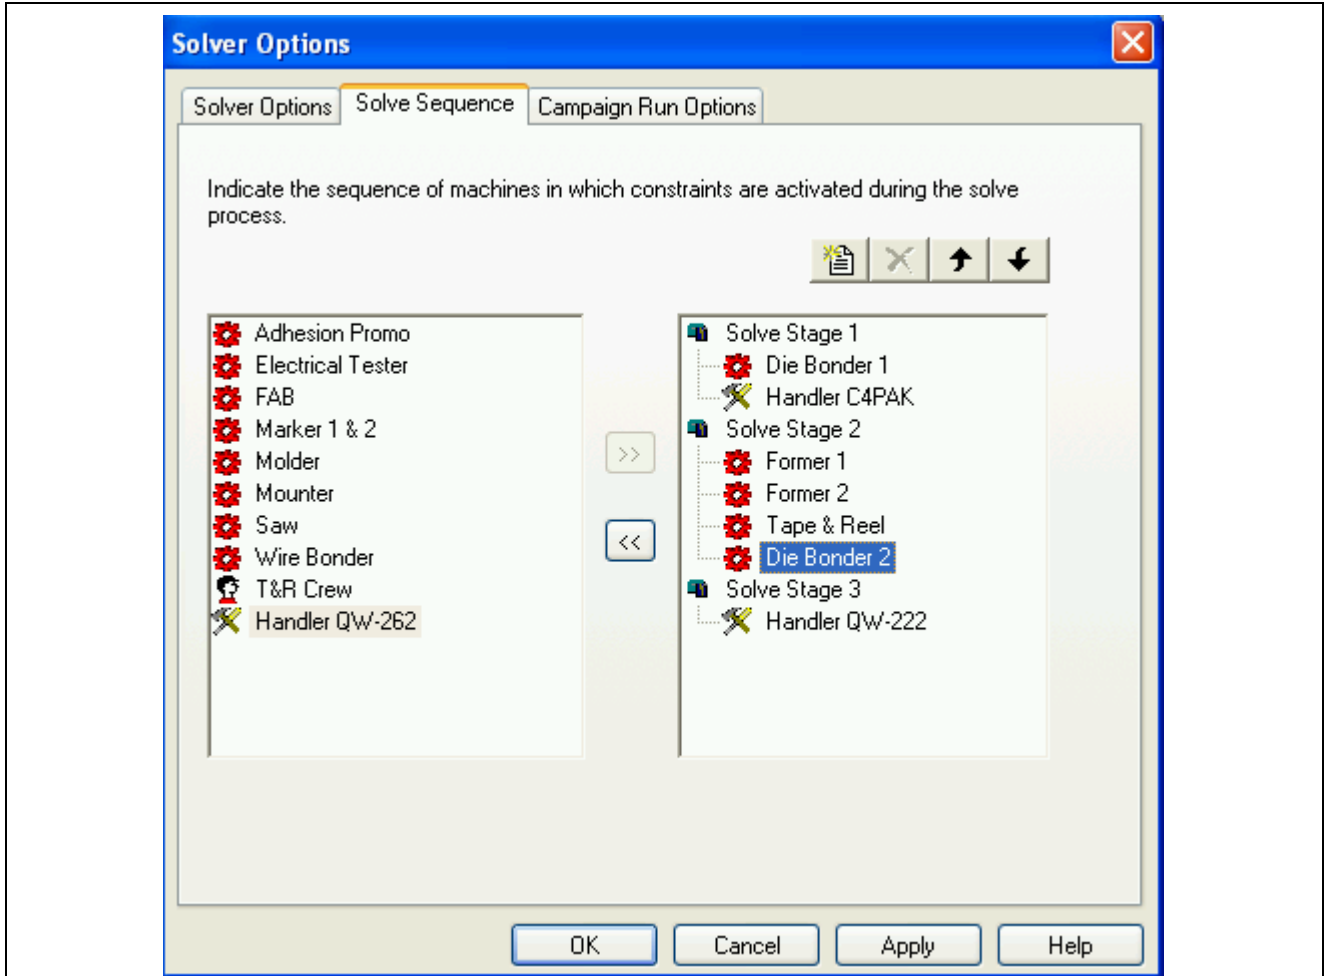 Solver Options
Solver Options
Solve Sequence
Campaign Run Options
Indicate the sequence of machines in which constraints are activated during the solve
process.
Adhesion Promo
Electrical Tester
FAB
Marker 1 & 2
Molder
Mounter
Saw
Wire Bonder
T&R Crew
Handler QW-262
>>
<<
Solve Stage 1
Die Bonder 1
Handler C4PAK
Solve Stage 2
Former 1
Former 2
Tape & Reel
Die Bonder 2
Solve Stage 3
Handler QW-222
OK
Cancel
Apply
Help